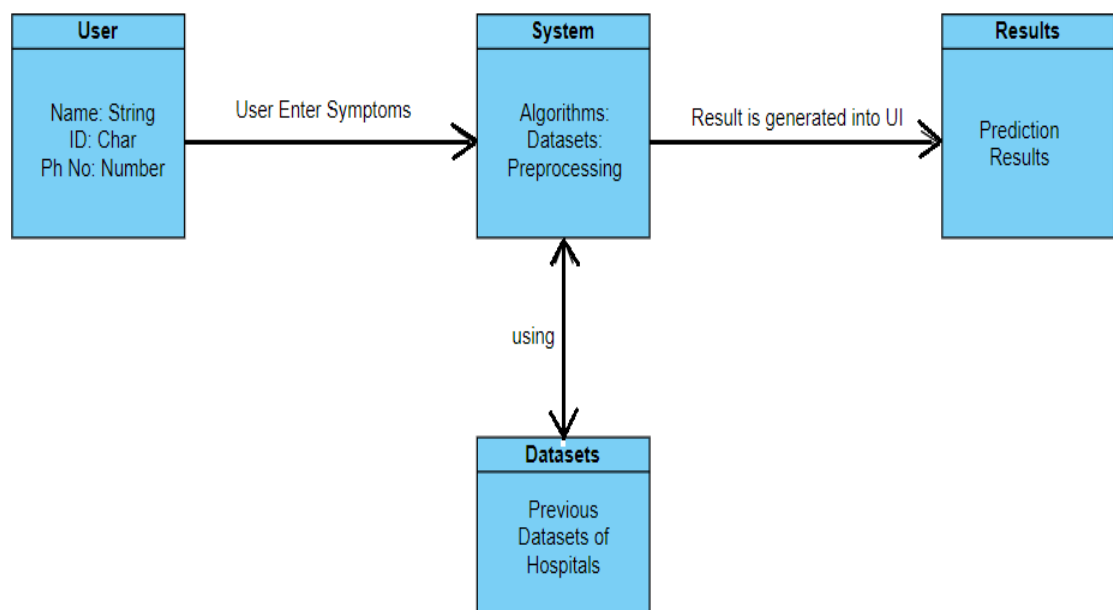 User
Name: String
ID: Char
Ph No: Number
User Enter Symptoms
System
Algorithms:
Datasets:
Preprocessing
Result is generated into UI
Results
Prediction
Results
using
Datasets
Previous
Datasets of
Hospitals